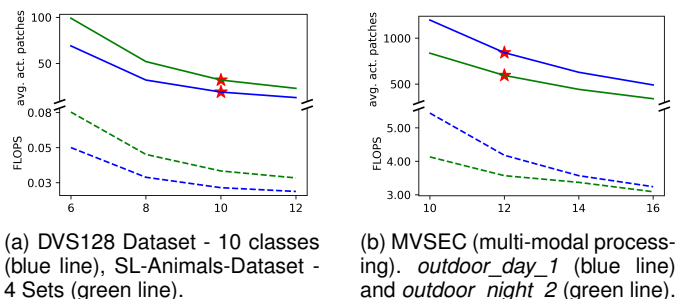 avg. act. patches
100
50
FLOPS
0.08
0.05
0.03
6
8
10
12
avg. act. patches
1000
500
FLOPS
5.00
4.00
3.00
10
12
14
16
(a) DVS128 Dataset - 10 classes
(blue line), SL-Animals-Dataset -
4 Sets (green line).
(b) MVSEC (multi-modal process-
ing). outdoor_day_1 (blue line)
and outdoor_night_2 (green line).